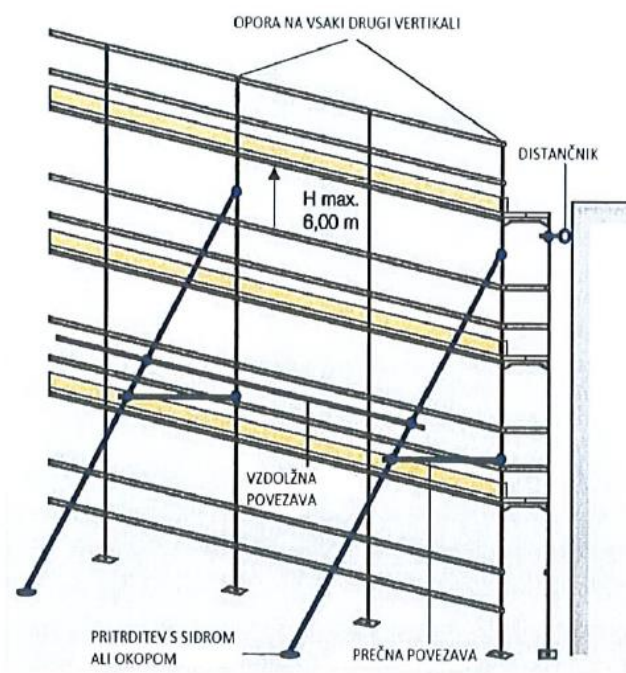 OPORA NA VSAKI DRUGI VERTIKALI
DISTANČNIK
H max.
6,00 m
VZDOLŽNA
POVEZAVA
PRITRDITEV S SIDROM
ALI OKOPOM
PREČNA POVEZAVA